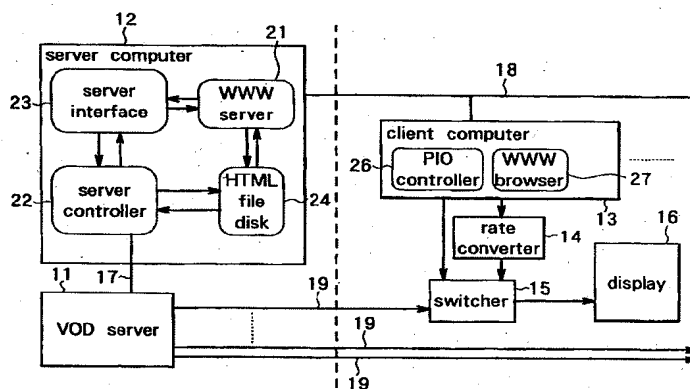 12
server computer
21
23
server
interface
WWW
server
22
server
controller
HTML
file
disk
24
17
11
VOD server
18
client computer
26
PIO
controller
WWW
browser
27
13
rate
converter
14
16
display
switcher
15
19
19
19